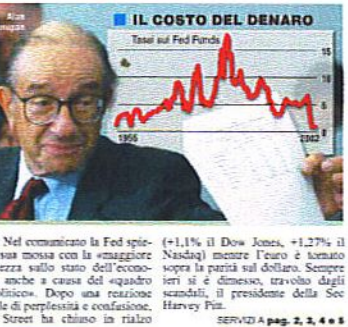 Alan
IL COSTO DEL DENARO
Tassi sui Fed Funds
15
10
5
0
1955
2002
Nel comunicato la Fed spie-
sua mossa con la «maggiore
ezza sullo stato dell'econo-
anche a causa del «quadro
litico». Dopo una reazione
le di perplessità e confusione,
Street ha chiuso in rialzo
(+1,1% il Dow Jones, +1,27% il
Nasdaq) mentre l'euro è tornato
sopra la parità sul dollaro. Sempre
ieri si è dimesso, travolto dagli
scandali, il presidente della Sec
Harvey Pitt.
SERVIZI A pag. 2, 3, 4 e 5